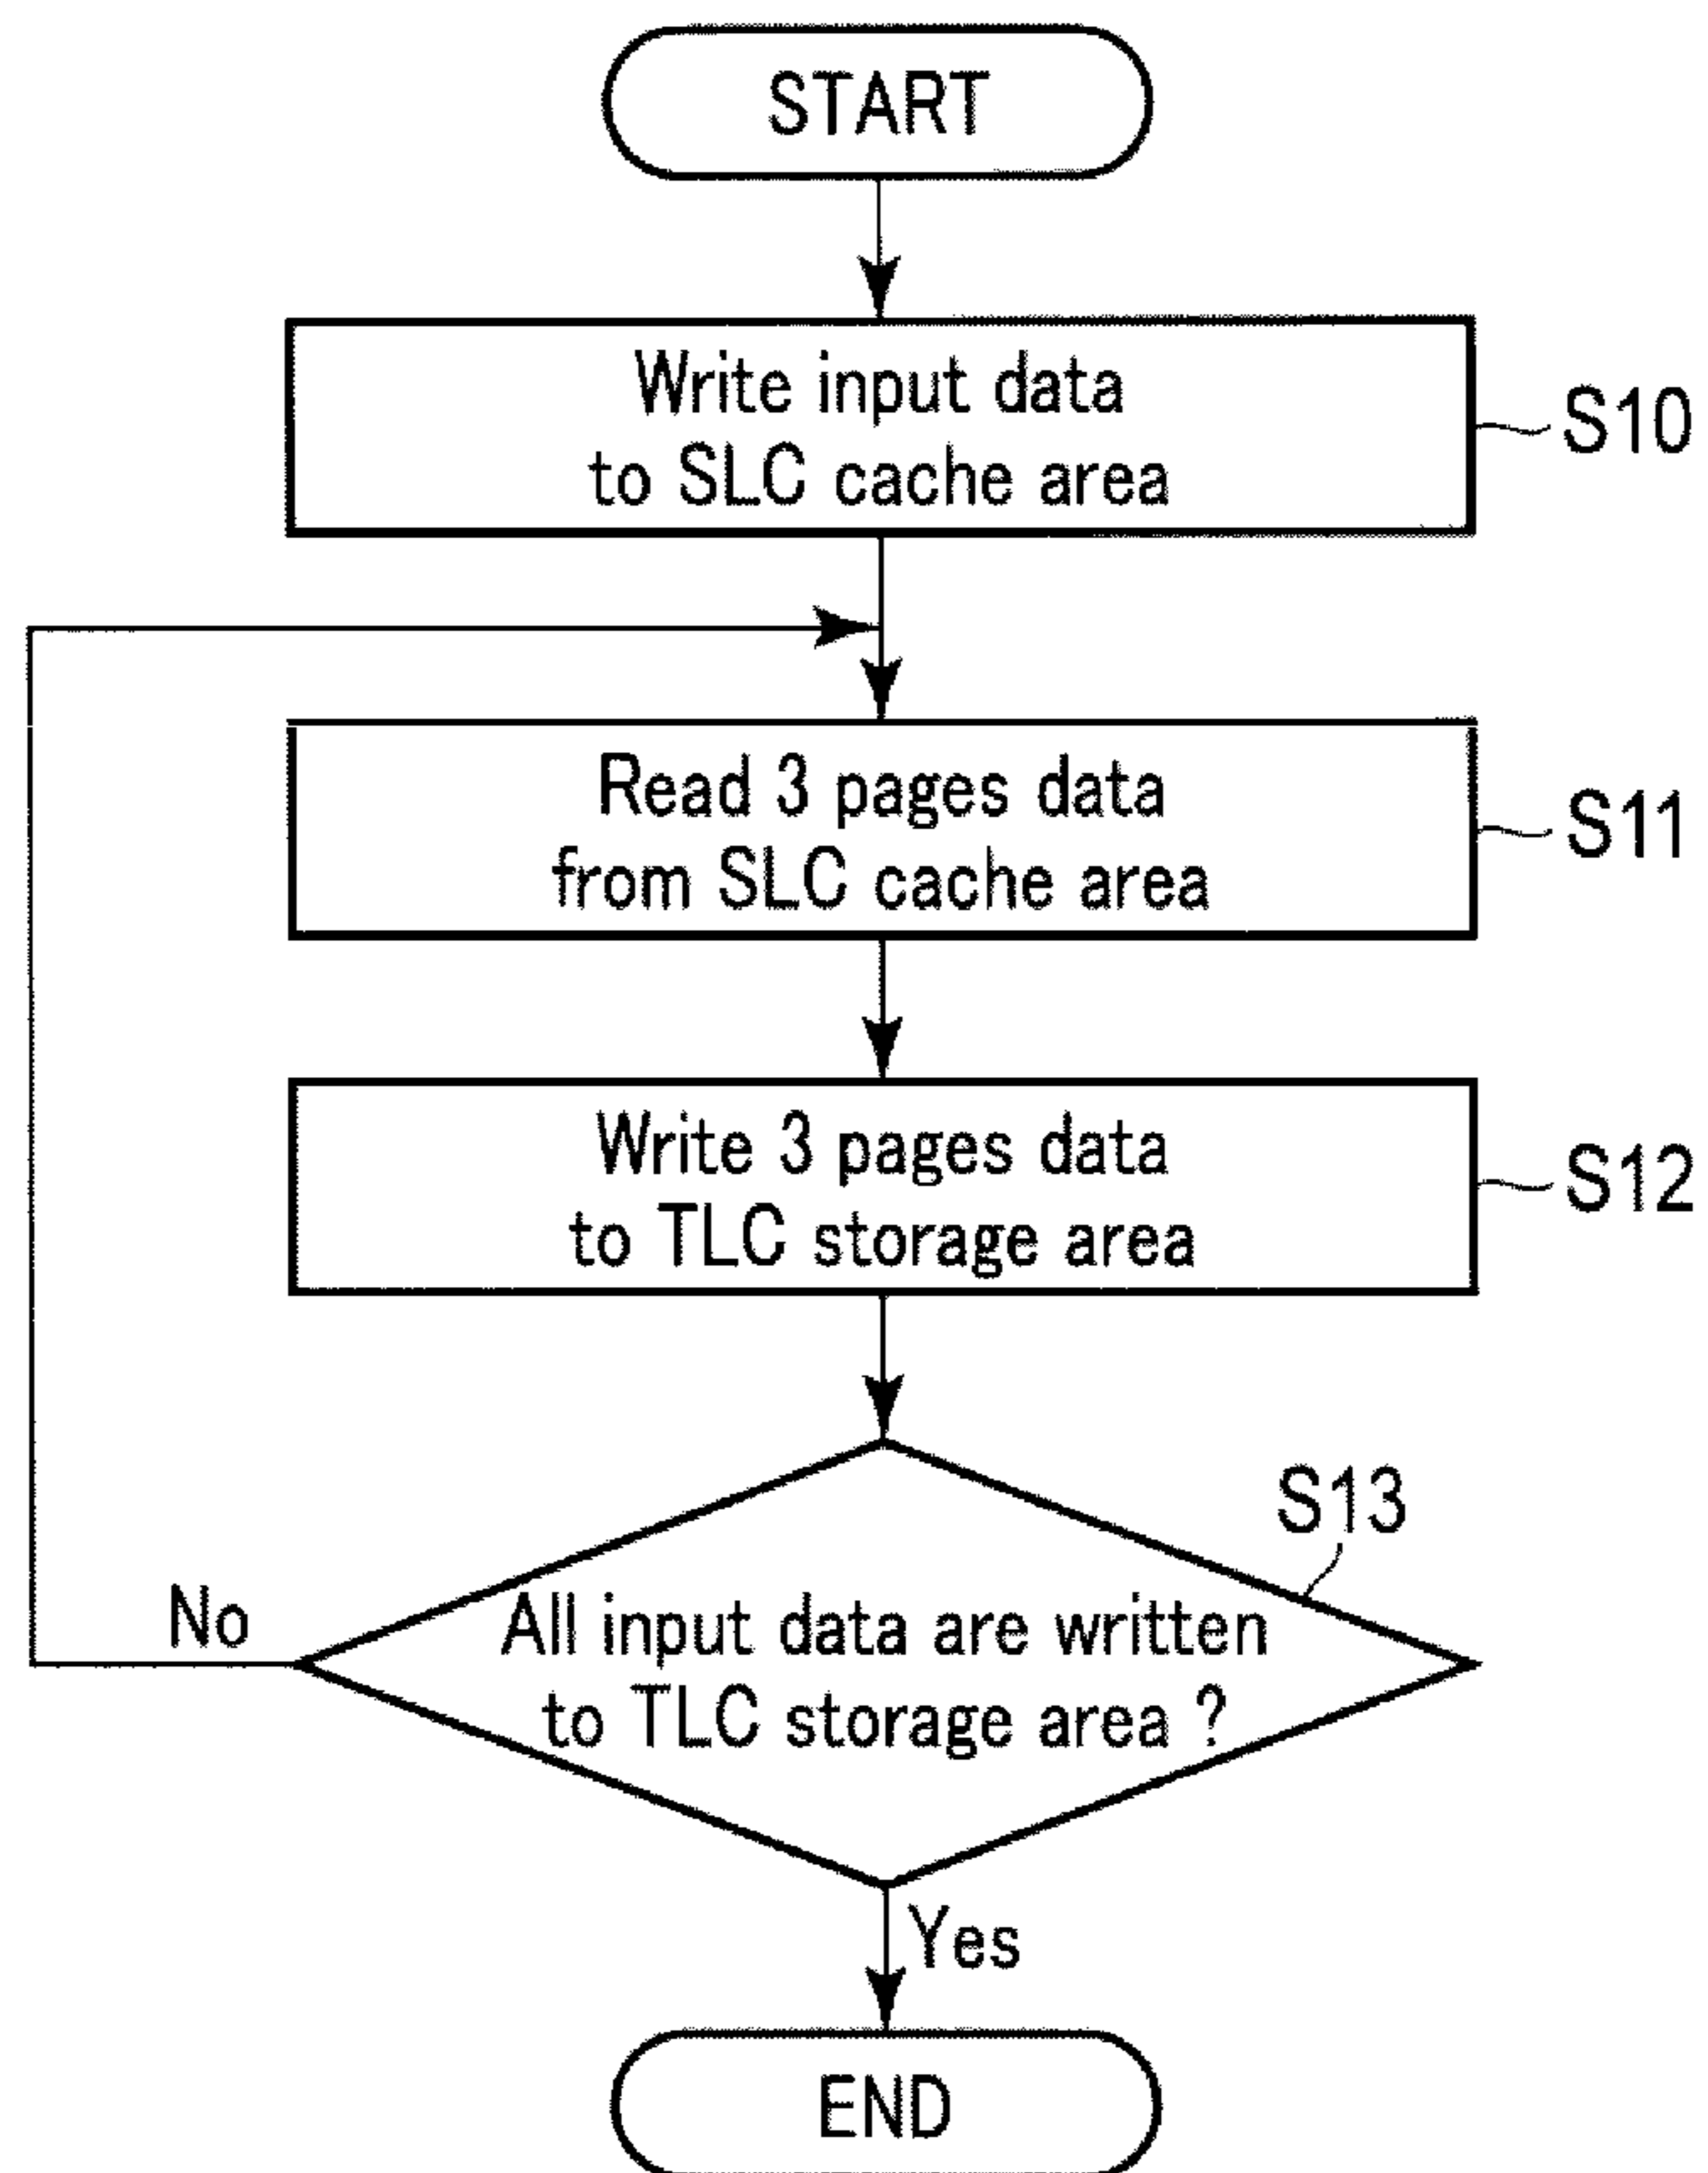 START
Write input data
to SLC cache area
S10
Read 3 pages data
from SLC cache area
S11
Write 3 pages data
to TLC storage area
S12
S13
All input data are written
to TLC storage area ?
No
Yes
END